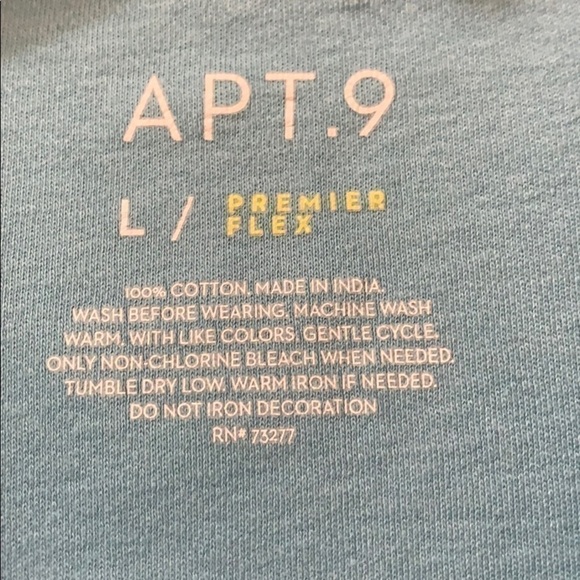 APT.9
L / PREMIER FLEX
100% COTTON. MADE IN INDIA.
WASH BEFORE WEARING, MACHINE WASH
WARM, WITH LIKE COLORS, GENTLE CYCLE.
ONLY NON-CHLORINE BLEACH WHEN NEEDED.
TUMBLE DRY LOW, WARM IRON IF NEEDED.
DO NOT IRON DECORATION
RN# 73277